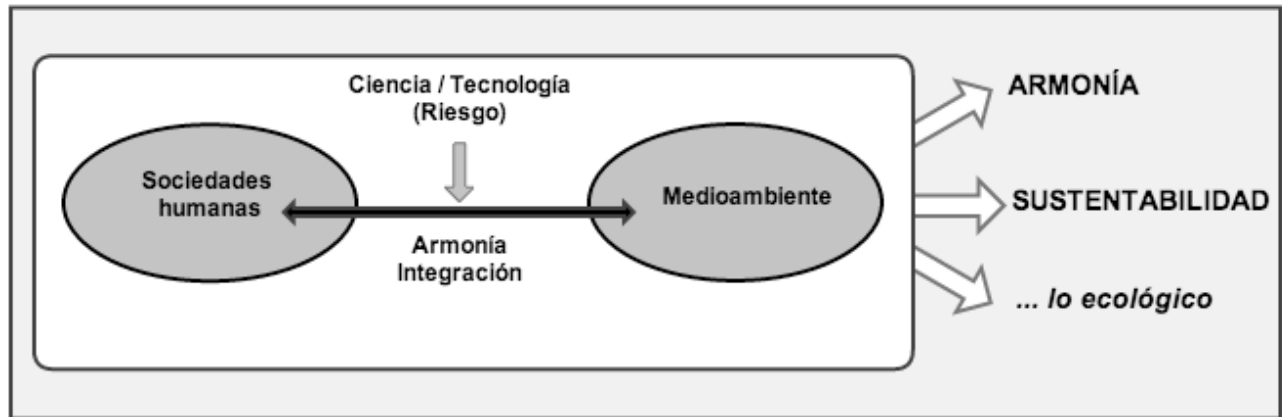 Ciencia / Tecnología
(Riesgo)
Sociedades
humanas
Medioambiente
Armonía
Integración
ARMONÍA
SUSTENTABILIDAD
... lo ecológico